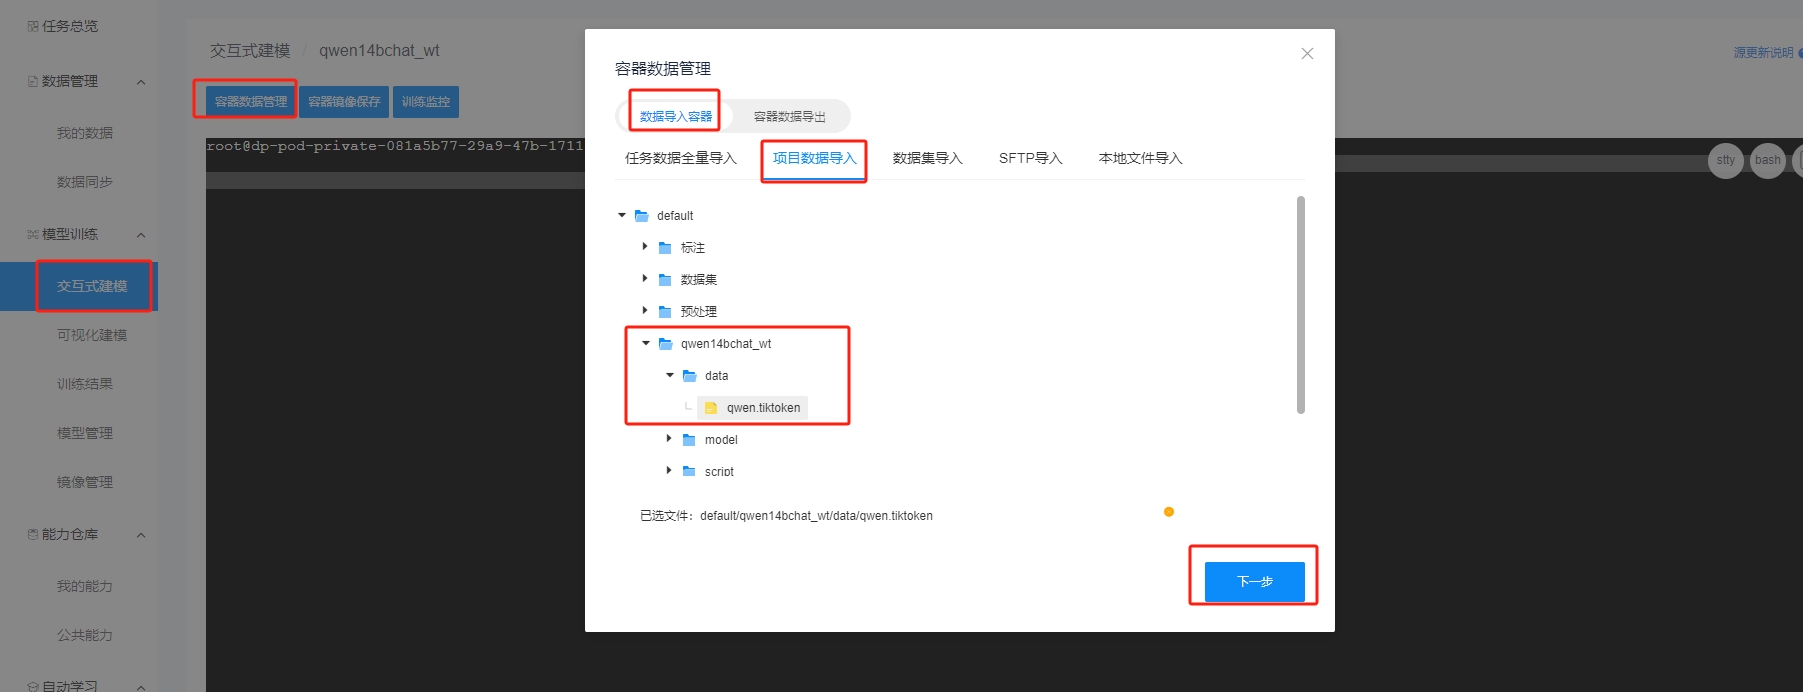 任务总览
数据管理
我的数据
数据同步
模型训练
交互式建模
可视化建模
训练结果
模型管理
镜像管理
能力仓库
我的能力
公共能力
自动学习
交互式建模 / qwen14bchat_wt
源更新说明
容器数据管理 容器镜像保存 训练监控
root@dp-pod-private-081a5b77-29a9-47b-1711
stty bash
容器数据管理
数据导入容器 容器数据导出
任务数据全量导入 项目数据导入 数据集导入 SFTP导入 本地文件导入
default
标注
数据集
预处理
qwen14bchat_wt
data
qwen.tiktoken
model
script
已选文件: default/qwen14bchat_wt/data/qwen.tiktoken
下一步